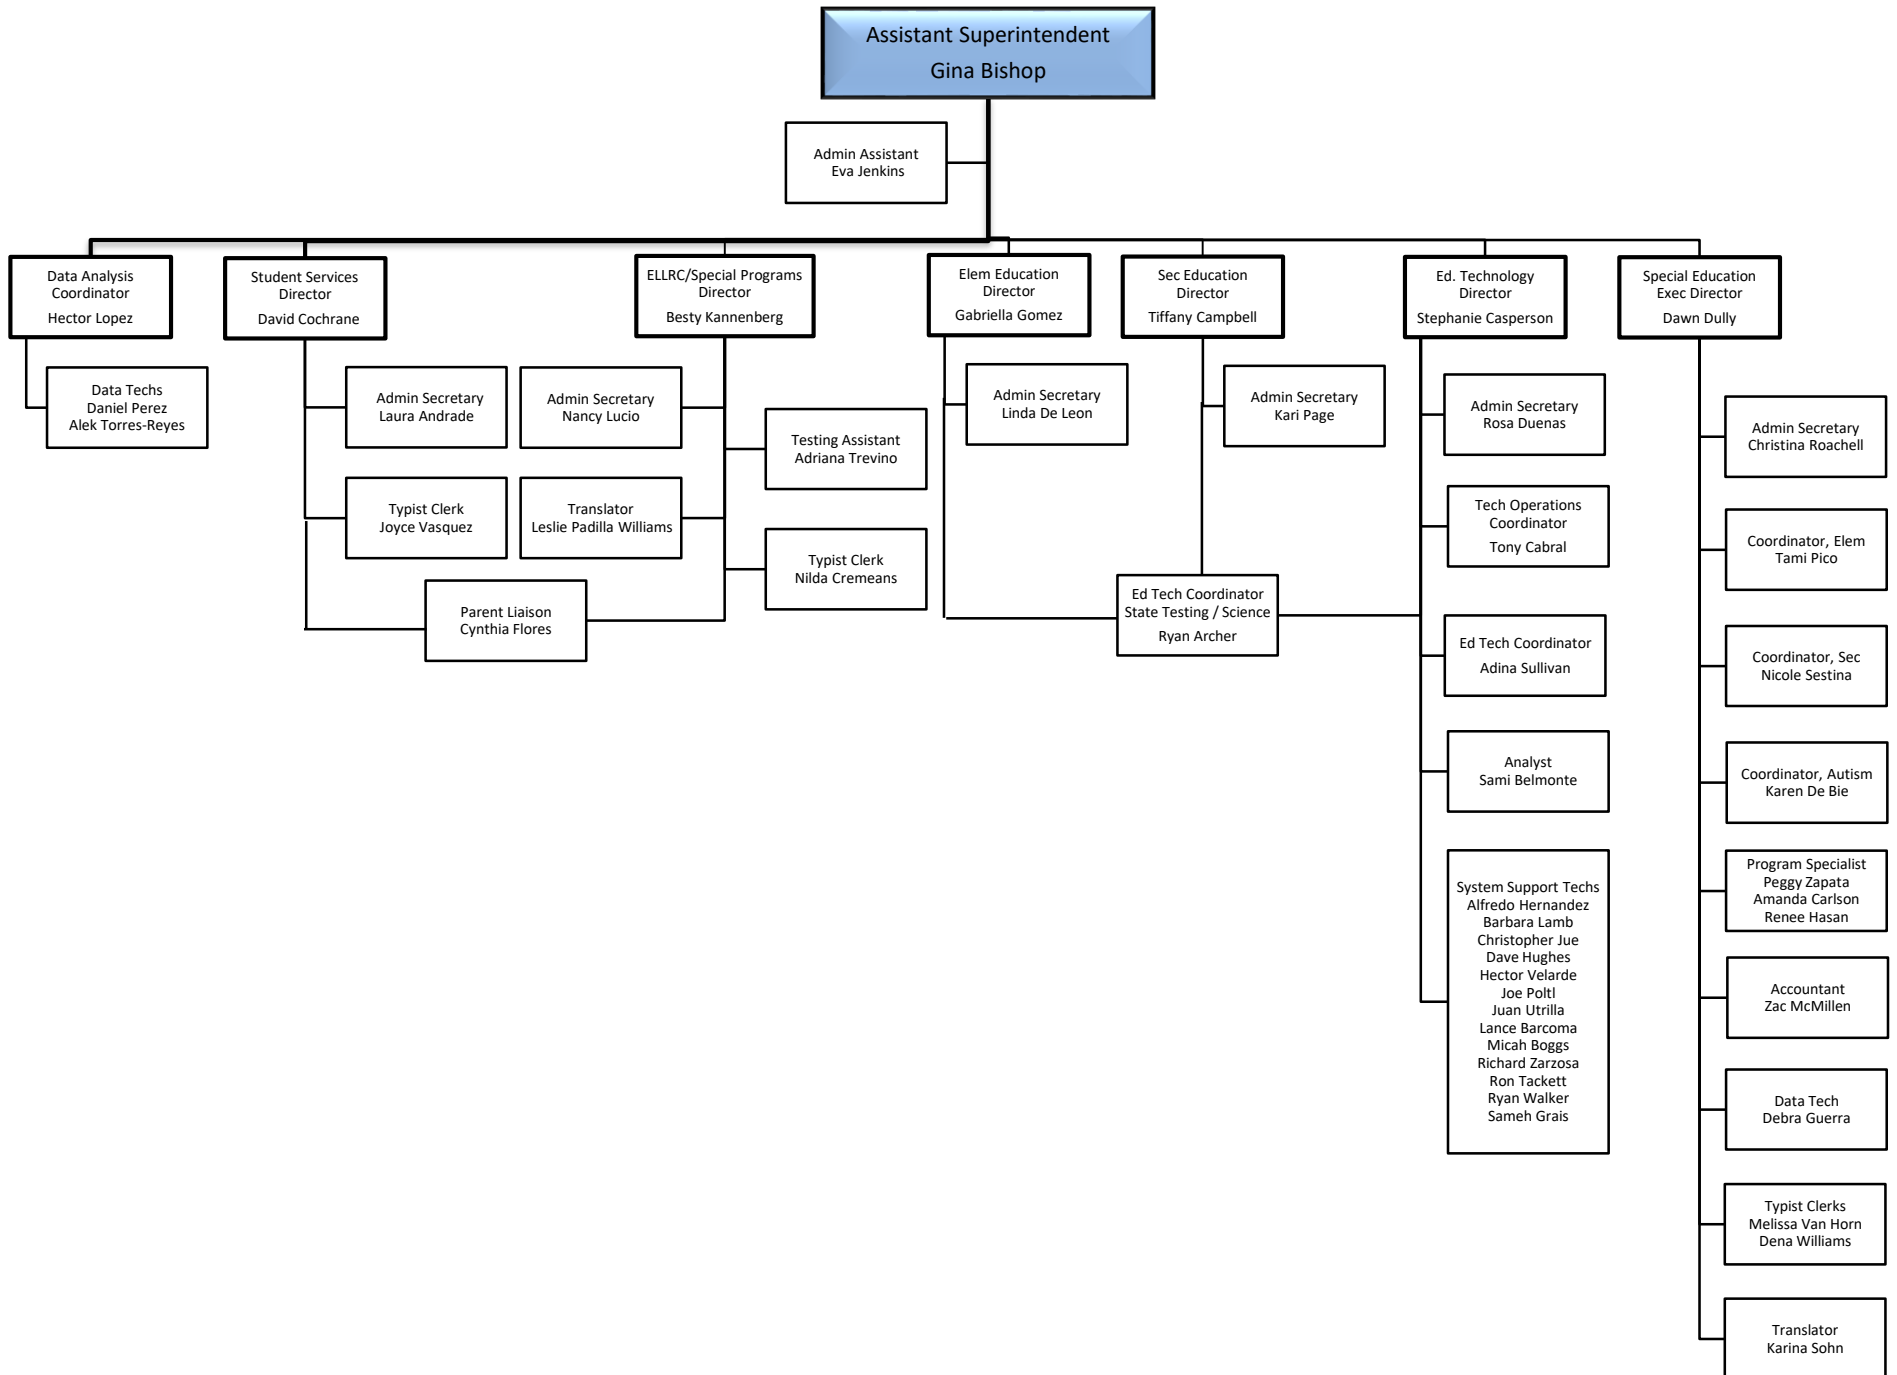 Assistant Superintendent
Gina Bishop
Admin Assistant
Eva Jenkins
Data Analysis
Coordinator
Hector Lopez
Data Techs
Daniel Perez
Alek Torres-Reyes
Student Services
Director
David Cochrane
Admin Secretary
Laura Andrade
Typist Clerk
Joyce Vasquez
ELLRC/Special Programs
Director
Besty Kannenberg
Admin Secretary
Nancy Lucio
Testing Assistant
Adriana Trevino
Translator
Leslie Padilla Williams
Typist Clerk
Nilda Cremeans
Parent Liaison
Cynthia Flores
Elem Education
Director
Gabriella Gomez
Admin Secretary
Linda De Leon
Sec Education
Director
Tiffany Campbell
Admin Secretary
Kari Page
Ed Tech Coordinator
State Testing / Science
Ryan Archer
Ed. Technology
Director
Stephanie Casperson
Admin Secretary
Rosa Duenas
Tech Operations
Coordinator
Tony Cabral
Ed Tech Coordinator
Adina Sullivan
Analyst
Sami Belmonte
System Support Techs
Alfredo Hernandez
Barbara Lamb
Christopher Jue
Dave Hughes
Hector Velarde
Joe Poltl
Juan Utrilla
Lance Barcoma
Micah Boggs
Richard Zarzosa
Ron Tackett
Ryan Walker
Sameh Grais
Special Education
Exec Director
Dawn Dully
Admin Secretary
Christina Roachell
Coordinator, Elem
Tami Pico
Coordinator, Sec
Nicole Sestina
Coordinator, Autism
Karen De Bie
Program Specialist
Peggy Zapata
Amanda Carlson
Renee Hasan
Accountant
Zac McMillen
Data Tech
Debra Guerra
Typist Clerks
Melissa Van Horn
Dena Williams
Translator
Karina Sohn